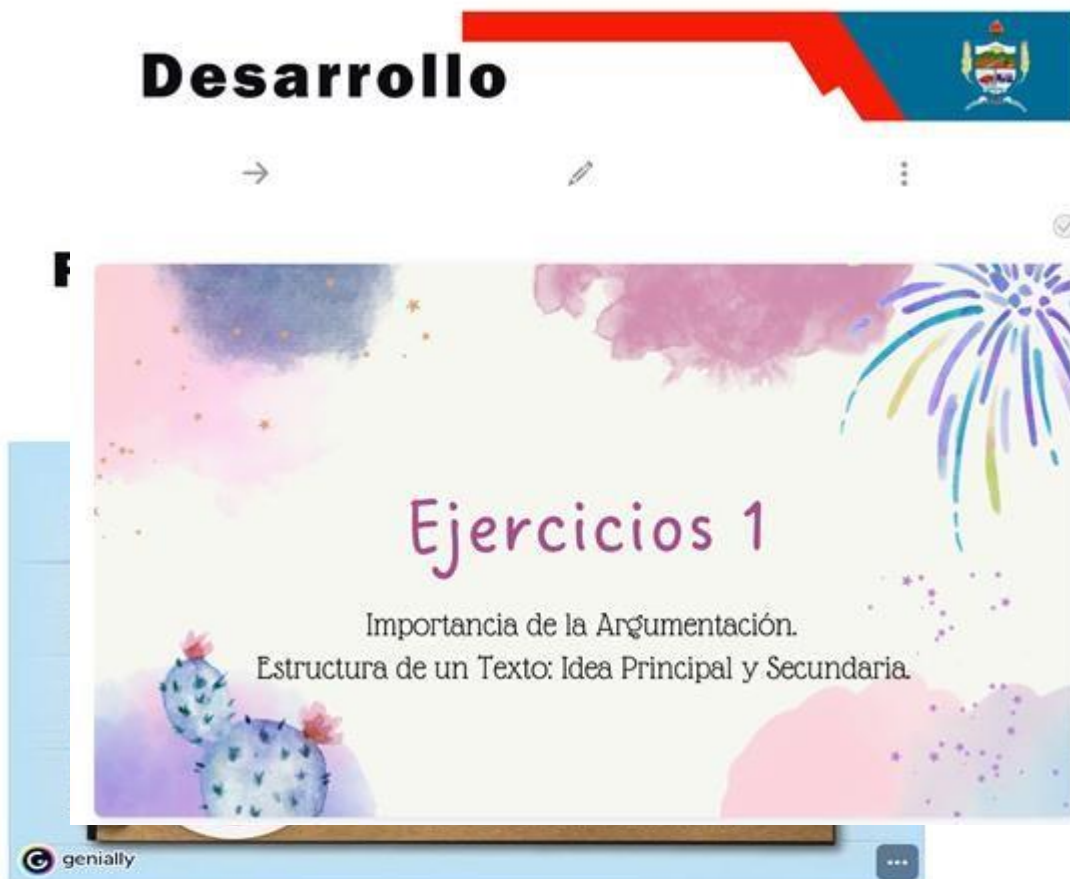 Desarrollo
Ejercicios 1
Importancia de la Argumentación.
Estructura de un Texto: Idea Principal y Secundaria.
genially